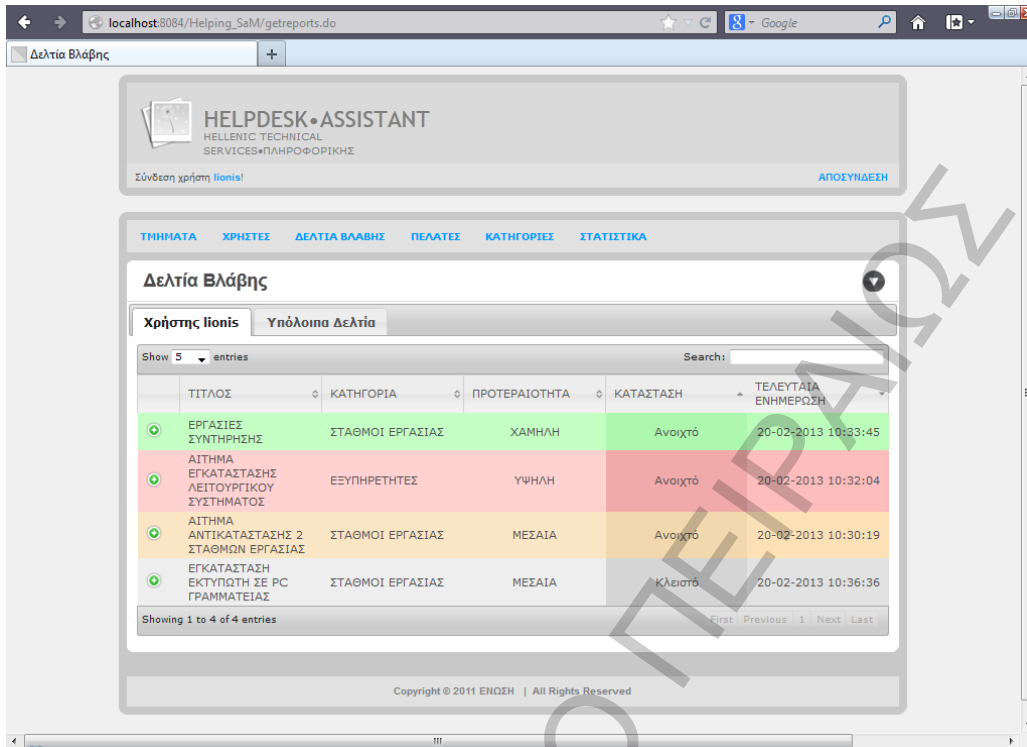 localhost:8084/Helping_SaM/getreports.do
Google
Δελτία Βλάβης
HELPDESK•ASSISTANT
HELLENIC TECHNICAL
SERVICES•ΠΛΗΡΟΦΟΡΙΚΗΣ
Σύνδεση χρήστη lionis!
ΑΠΟΣΥΝΔΕΣΗ
ΤΜΗΜΑΤΑ ΧΡΗΣΤΕΣ ΔΕΛΤΙΑ ΒΛΑΒΗΣ ΠΕΛΑΤΕΣ ΚΑΤΗΓΟΡΙΕΣ ΣΤΑΤΙΣΤΙΚΑ
Δελτία Βλάβης
Χρήστης lionis Υπόλοιπα Δελτία
Show 5 entries Search:
ΤΙΤΛΟΣ ΚΑΤΗΓΟΡΙΑ ΠΡΟΤΕΡΑΙΟΤΗΤΑ ΚΑΤΑΣΤΑΣΗ ΤΕΛΕΥΤΑΙΑ
ΕΝΗΜΕΡΩΣΗ
ΕΡΓΑΣΙΕΣ
ΣΥΝΤΗΡΗΣΗΣ ΣΤΑΘΜΟΙ ΕΡΓΑΣΙΑΣ ΧΑΜΗΛΗ Ανοιχτό 20-02-2013 10:33:45
ΑΙΤΗΜΑ
ΕΓΚΑΤΑΣΤΑΣΗΣ
ΛΕΙΤΟΥΡΓΙΚΟΥ
ΣΥΣΤΗΜΑΤΟΣ ΕΞΥΠΗΡΕΤΗΤΕΣ ΥΨΗΛΗ Ανοιχτό 20-02-2013 10:32:04
ΑΙΤΗΜΑ
ΑΝΤΙΚΑΤΑΣΤΑΣΗΣ 2
ΣΤΑΘΜΩΝ ΕΡΓΑΣΙΑΣ ΣΤΑΘΜΟΙ ΕΡΓΑΣΙΑΣ ΜΕΣΑΙΑ Ανοιχτό 20-02-2013 10:30:19
ΕΓΚΑΤΑΣΤΑΣΗ
ΕΚΤΥΠΩΤΗ ΣΕ PC
ΓΡΑΜΜΑΤΕΙΑΣ ΣΤΑΘΜΟΙ ΕΡΓΑΣΙΑΣ ΜΕΣΑΙΑ Κλειστό 20-02-2013 10:36:36
Showing 1 to 4 of 4 entries First Previous 1 Next Last
Copyright © 2011 ΕΝΩΣΗ | All Rights Reserved
Ο ΠΕΙΡΑΙΩΣ